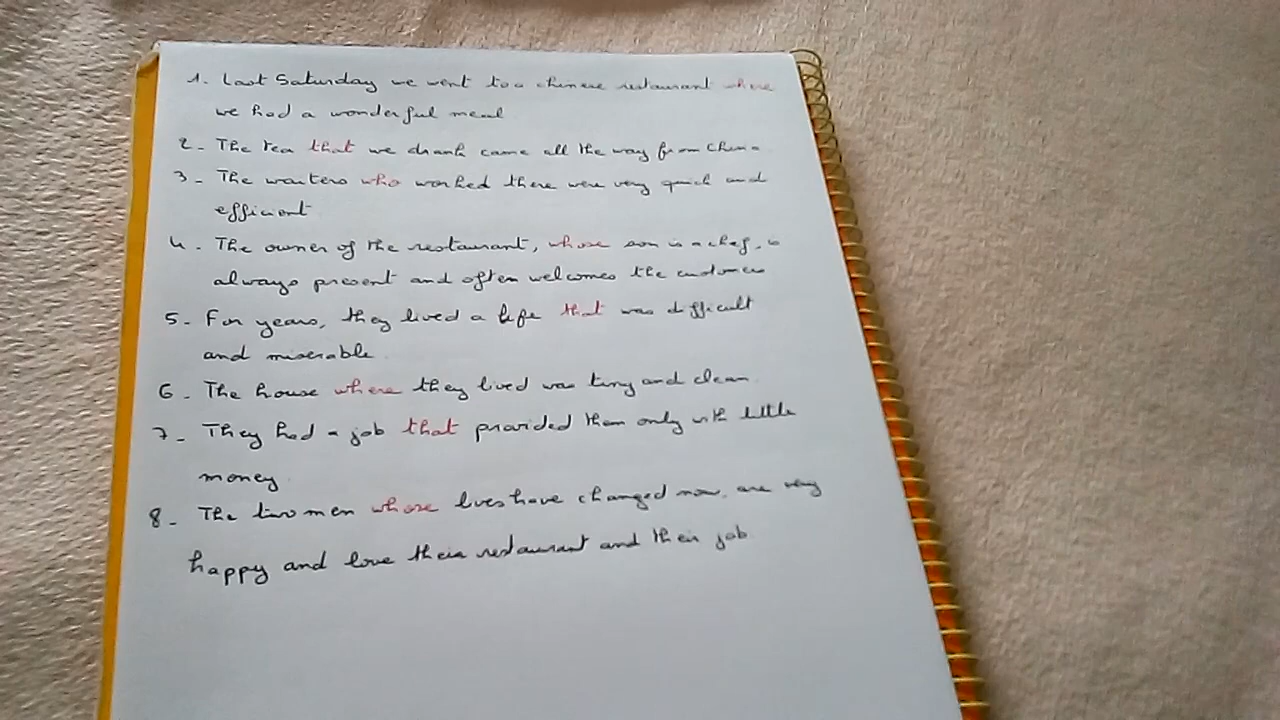 1. Last Saturday we went to a chinese restaurant where
we had a wonderful meal
2- The tea that we drank came all the way from China
3- The waiters who worked there were very quick and
efficient
4. The owner of the restaurant, whose son is a chef, is
always present and often welcomes the customers
5- For years, they lived a life that was difficult
and miserable
6- The house where they lived was tiny and clean.
7- They had a job that provided them only with little
money
8- The two men whose lives have changed now, are very
happy and love their restaurant and their job